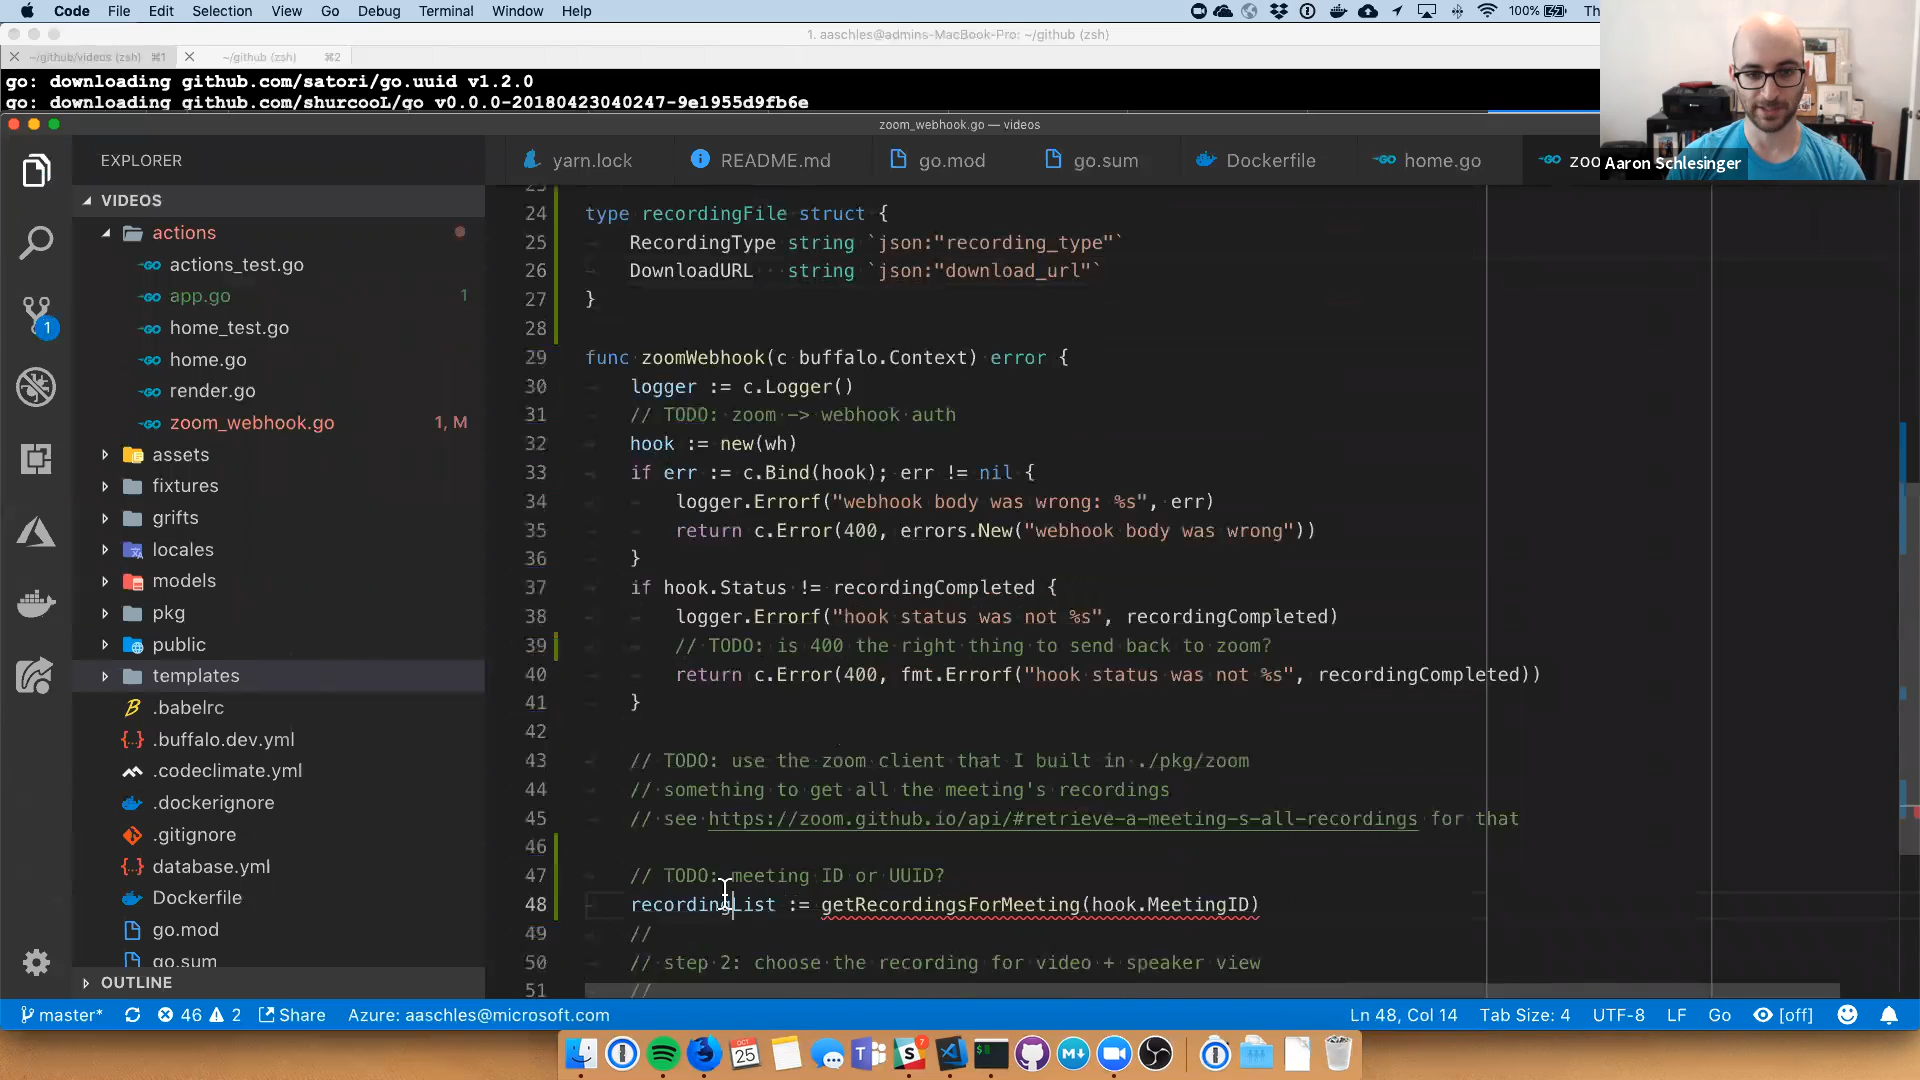 Code File Edit Selection View Go Debug Terminal Window Help 100% Th
1. aaschles@admins-MacBook-Pro: ~/github (zsh)
~/github/videos (zsh) ⌘1 ~/github (zsh) ⌘2
go: downloading github.com/satori/go.uuid v1.2.0
go: downloading github.com/shurcooL/go v0.0.0-20180423040247-9e1955d9fb6e
zoom_webhook.go — videos
EXPLORER
yarn.lock README.md go.mod go.sum Dockerfile home.go zoo
Aaron Schlesinger
VIDEOS
actions
actions_test.go
app.go 1
home_test.go
home.go
render.go
zoom_webhook.go 1, M
assets
fixtures
grifts
locales
models
pkg
public
templates
.babelrc
.buffalo.dev.yml
.codeclimate.yml
.dockerignore
.gitignore
database.yml
Dockerfile
go.mod
go.sum
OUTLINE
24 type recordingFile struct {
25 RecordingType string `json:"recording_type"`
26 DownloadURL string `json:"download_url"`
27 }
28
29 func zoomWebhook(c buffalo.Context) error {
30 logger := c.Logger()
31 // TODO: zoom -> webhook auth
32 hook := new(wh)
33 if err := c.Bind(hook); err != nil {
34 logger.Errorf("webhook body was wrong: %s", err)
35 return c.Error(400, errors.New("webhook body was wrong"))
36 }
37 if hook.Status != recordingCompleted {
38 logger.Errorf("hook status was not %s", recordingCompleted)
39 // TODO: is 400 the right thing to send back to zoom?
40 return c.Error(400, fmt.Errorf("hook status was not %s", recordingCompleted))
41 }
42
43 // TODO: use the zoom client that I built in ./pkg/zoom
44 // something to get all the meeting's recordings
45 // see https://zoom.github.io/api/#retrieve-a-meeting-s-all-recordings for that
46
47 // TODO: meeting ID or UUID?
48 recordingList := getRecordingsForMeeting(hook.MeetingID)
49 //
50 // step 2: choose the recording for video + speaker view
51 //
master* 46 2 Share Azure: aaschles@microsoft.com Ln 48, Col 14 Tab Size: 4 UTF-8 LF Go [off]
OCT
25
7